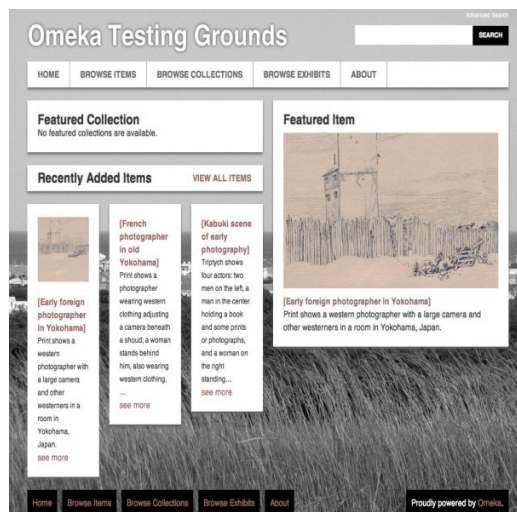 Advanced Search
Omeka Testing Grounds
SEARCH
HOME
BROWSE ITEMS
BROWSE COLLECTIONS
BROWSE EXHIBITS
ABOUT
Featured Collection
No featured collections are available.
Recently Added Items
VIEW ALL ITEMS
[Early foreign
photographer
in Yokohama]
Print shows a
western
photographer with
a large camera
and other
westerners in a
room in
Yokohama,
Japan.
see more
[French
photographer
in old
Yokohama]
Print shows a
photographer
wearing western
clothing adjusting
a camera beneath
a shoud; a woman
stands behind
him, also wearing
western clothing,
...
see more
[Kabuki scene
of early
photography]
Triptych shows
four actors: two
men on the left, a
man in the center
holding a book
and some prints
or photographs,
and a woman on
the right
standing...
see more
Featured Item
[Early foreign photographer in Yokohama]
Print shows a western photographer with a large camera and
other westerners in a room in Yokohama, Japan.
Home
Browse Items
Browse Collections
Browse Exhibits
About
Proudly powered by Omeka.